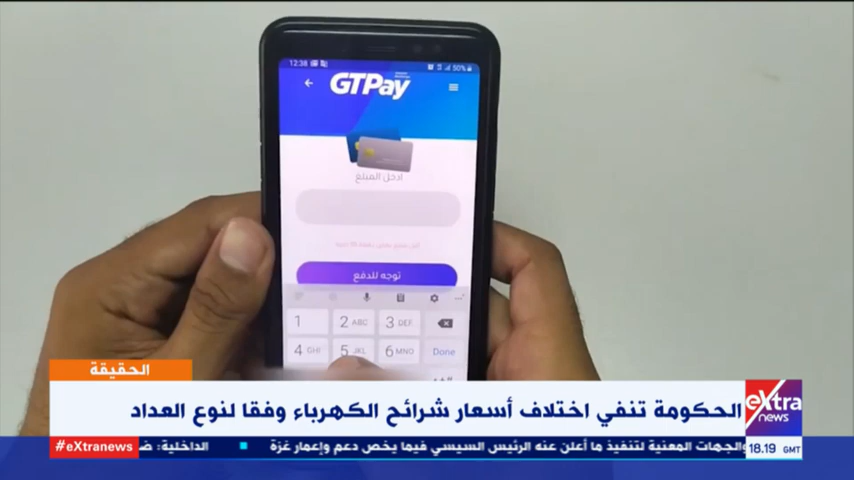 12:38
50%
GTPay
ادخل المبلغ
توجه للدفع
1 2 ABC 3 DEF
4 GHI 5 JKL 6 MNO Done
الحقيقة
الحكومة تنفي اختلاف أسعار شرائح الكهرباء وفقا لنوع العداد
eXtra news
#eXtranews
والجهات المعنية لتنفيذ ما أعلن عنه الرئيس السيسي فيما يخص دعم وإعمار غزة ■ الداخلية: ضـ
18.19 GMT